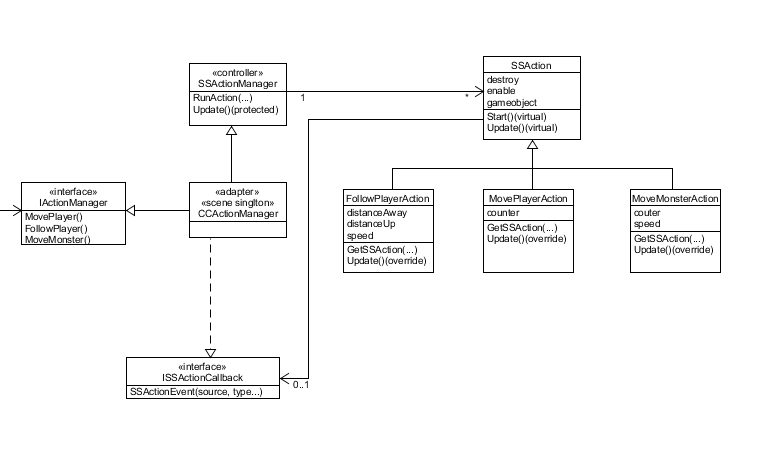 «controller»
SSActionManager
RunAction(...)
Update()(protected)
1
*
SSAction
destroy
enable
gameobject
Start()(virtual)
Update()(virtual)
«interface»
IActionManager
MovePlayer()
FollowPlayer()
MoveMonster()
«adapter»
«scene singlton»
CCActionManager
FollowPlayerAction
distanceAway
distanceUp
speed
GetSSAction(...)
Update()(override)
MovePlayerAction
counter
GetSSAction(...)
Update()(override)
MoveMonsterAction
couter
speed
GetSSAction(...)
Update()(override)
«interface»
ISSActionCallback
SSActionEvent(source, type...)
0..1